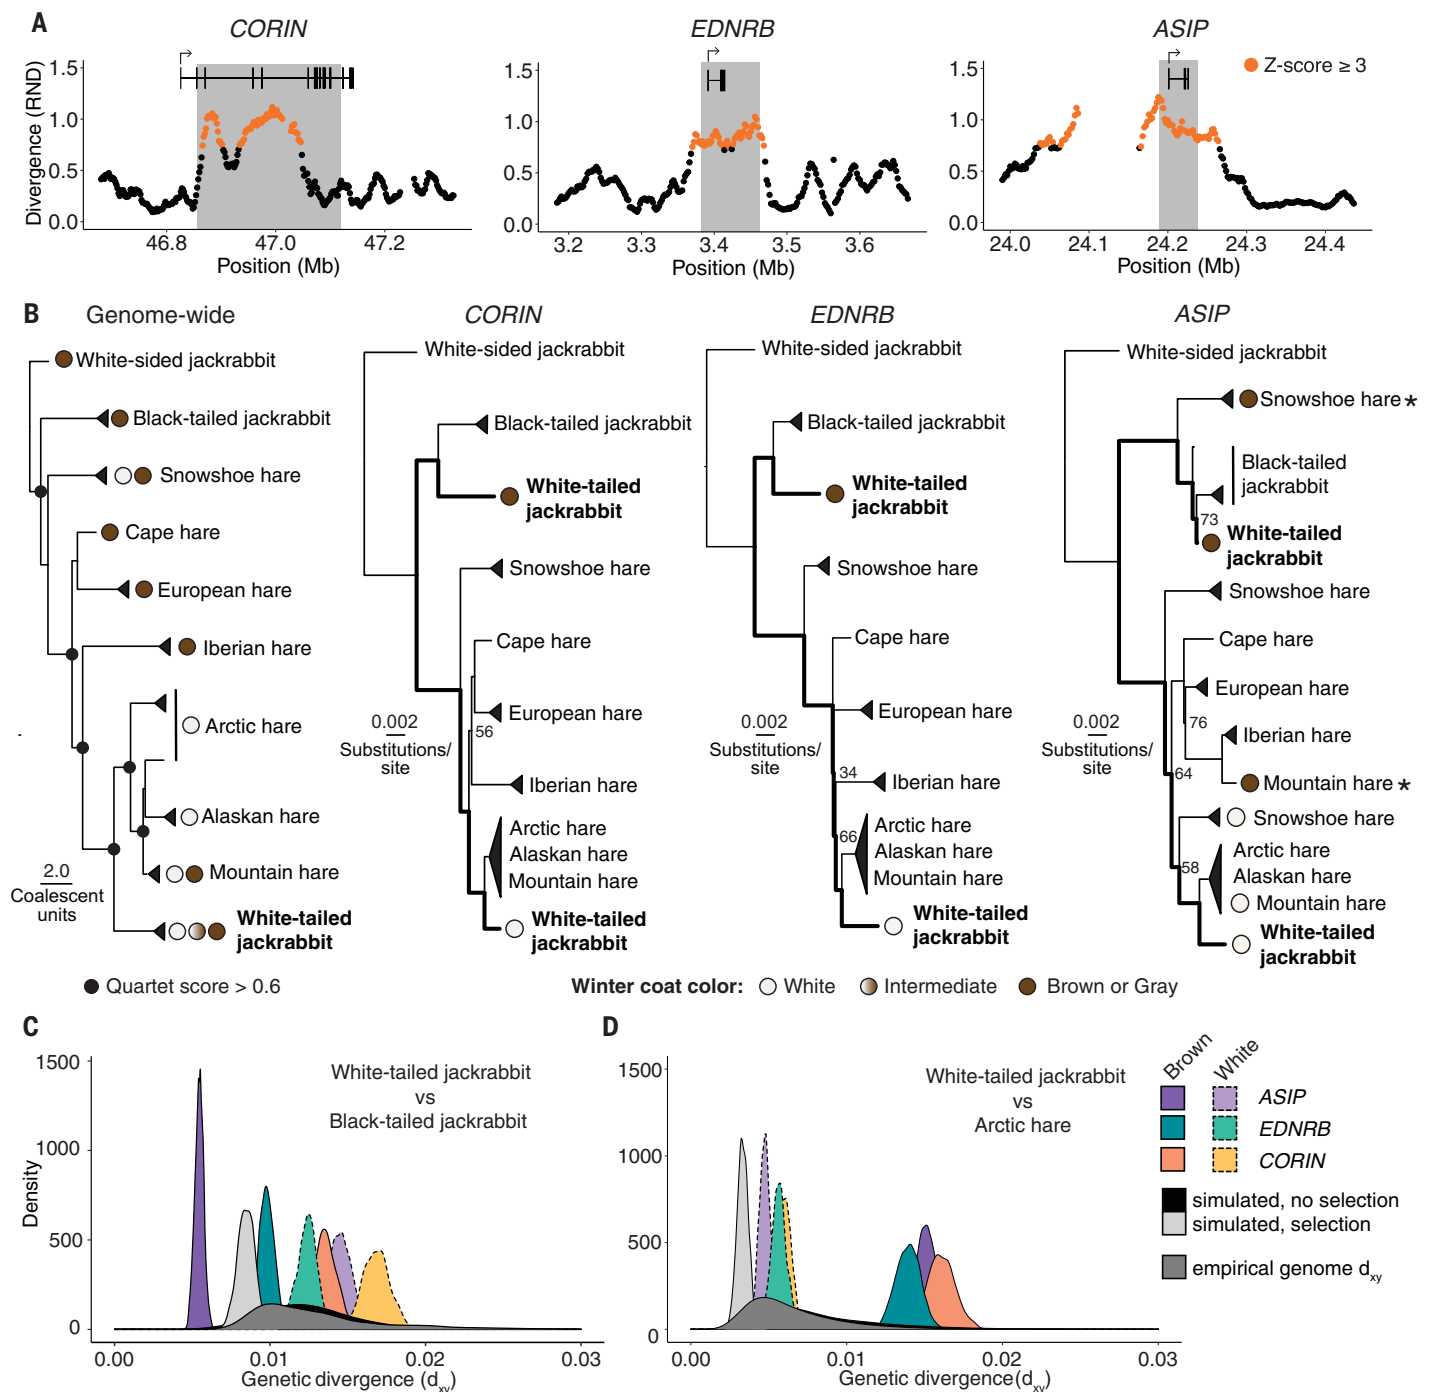 A
CORIN
EDNRB
ASIP
Z-score ≥ 3
Divergence (RND)
1.5
1.0
0.5
0.0
46.8
47.0
47.2
Position (Mb)
1.5
1.0
0.5
0.0
3.2
3.3
3.4
3.5
3.6
Position (Mb)
1.5
1.0
0.5
0.0
24.0
24.1
24.2
24.3
24.4
Position (Mb)
B
Genome-wide
White-sided jackrabbit
Black-tailed jackrabbit
Snowshoe hare
Cape hare
European hare
Iberian hare
Arctic hare
Alaskan hare
Mountain hare
White-tailed
jackrabbit
2.0
Coalescent
units
Quartet score > 0.6
CORIN
White-sided jackrabbit
Black-tailed jackrabbit
White-tailed
jackrabbit
Snowshoe hare
Cape hare
European hare
56
Iberian hare
Arctic hare
Alaskan hare
Mountain hare
White-tailed
jackrabbit
0.002
Substitutions/
site
EDNRB
White-sided jackrabbit
Black-tailed jackrabbit
White-tailed
jackrabbit
Snowshoe hare
Cape hare
European hare
34
Iberian hare
66
Arctic hare
Alaskan hare
Mountain hare
White-tailed
jackrabbit
0.002
Substitutions/
site
ASIP
White-sided jackrabbit
Snowshoe hare *
Black-tailed
jackrabbit
73
White-tailed
jackrabbit
Snowshoe hare
Cape hare
European hare
76
Iberian hare
64
Mountain hare *
Snowshoe hare
58
Arctic hare
Alaskan hare
Mountain hare
White-tailed
jackrabbit
0.002
Substitutions/
site
Winter coat color: White Intermediate Brown or Gray
C
White-tailed jackrabbit
vs
Black-tailed jackrabbit
Density
1500
1000
500
0
0.00
0.01
0.02
0.03
Genetic divergence (dxy)
D
White-tailed jackrabbit
vs
Arctic hare
1500
1000
500
0
0.00
0.01
0.02
0.03
Genetic divergence (dxy)
Brown
White
ASIP
EDNRB
CORIN
simulated, no selection
simulated, selection
empirical genome dxy